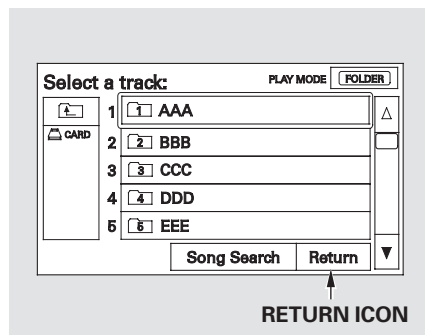 Select a track: PLAY MODE FOLDER
CARD
1 1 AAA
2 2 BBB
3 3 CCC
4 4 DDD
5 5 EEE
Song Search Return
RETURN ICON